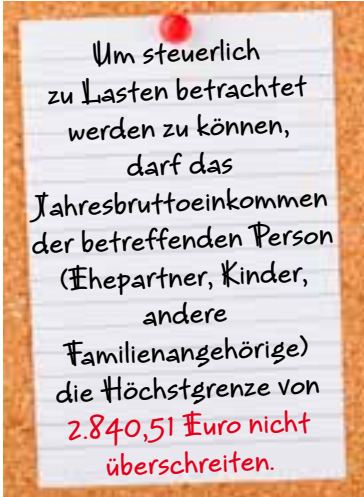 Um steuerlich
zu Lasten betrachtet
werden zu können,
darf das
Jahresbruttoeinkommen
der betreffenden Person
(Ehepartner, Kinder,
andere
Familienangehörige)
die Höchstgrenze von
2.840,51 Euro nicht
überschreiten.